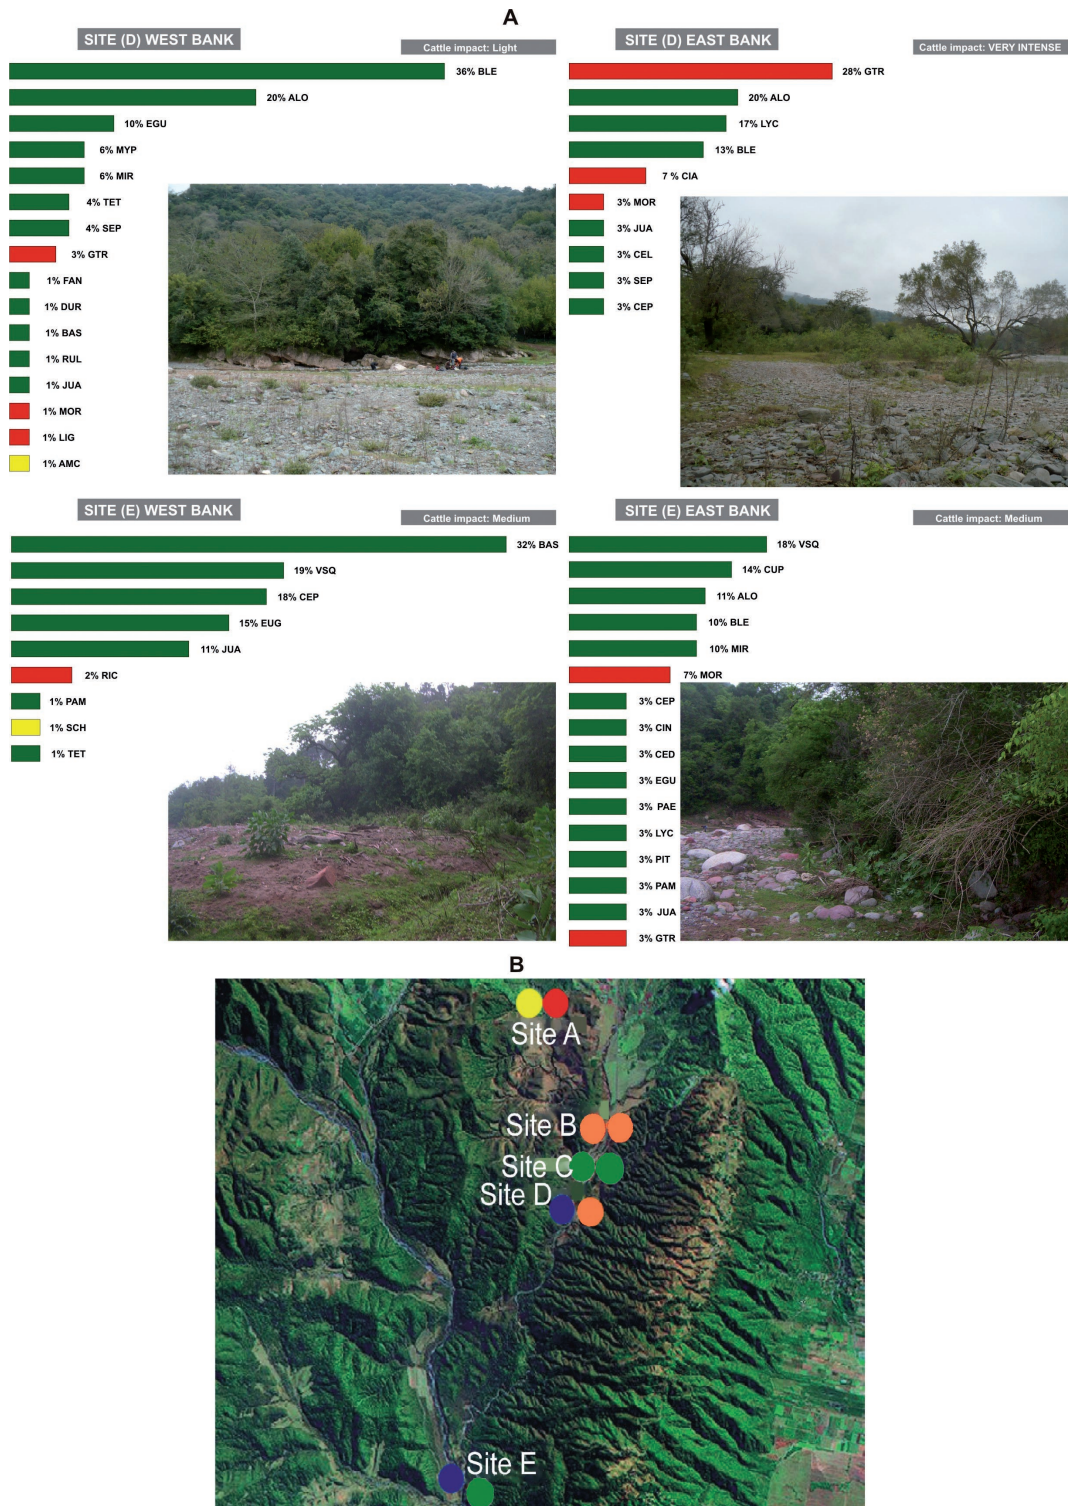 A
SITE (D) WEST BANK
Cattle impact: Light
36% BLE
20% ALO
10% EGU
6% MYP
6% MIR
4% TET
4% SEP
3% GTR
1% FAN
1% DUR
1% BAS
1% RUL
1% JUA
1% MOR
1% LIG
1% AMC
SITE (D) EAST BANK
Cattle impact: VERY INTENSE
28% GTR
20% ALO
17% LYC
13% BLE
7 % CIA
3% MOR
3% JUA
3% CEL
3% SEP
3% CEP
SITE (E) WEST BANK
Cattle impact: Medium
32% BAS
19% VSQ
18% CEP
15% EUG
11% JUA
2% RIC
1% PAM
1% SCH
1% TET
SITE (E) EAST BANK
Cattle impact: Medium
18% VSQ
14% CUP
11% ALO
10% BLE
10% MIR
7% MOR
3% CEP
3% CIN
3% CED
3% EGU
3% PAE
3% LYC
3% PIT
3% PAM
3% JUA
3% GTR
B
Site A
Site B
Site C
Site D
Site E